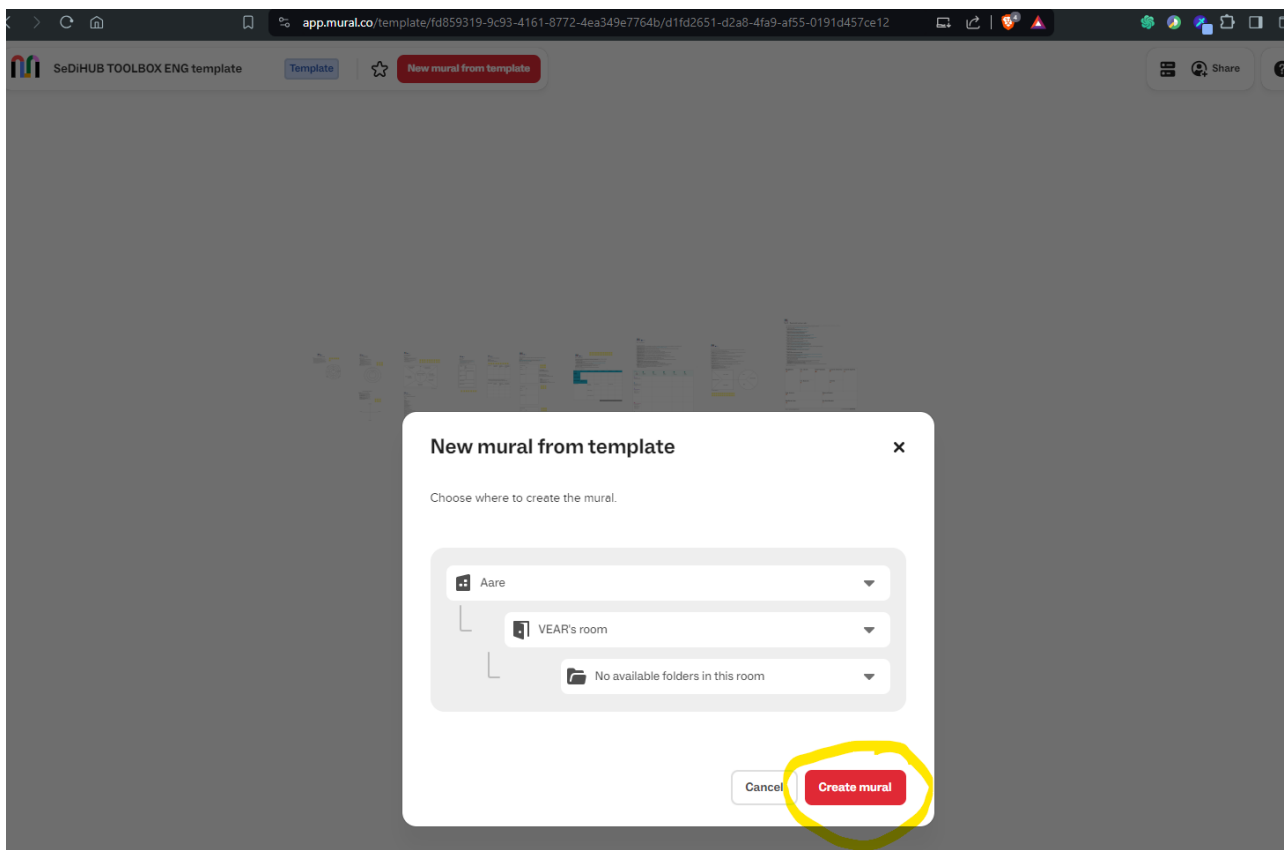 app.mural.co/template/fd859319-9c93-4161-8772-4ea349e7764b/d1fd2651-d2a8-4fa9-af55-0191d457ce12
SeDiHUB TOOLBOX ENG template
Template
New mural from template
Share
New mural from template
Choose where to create the mural.
Aare
VEAR's room
No available folders in this room
Cancel
Create mural